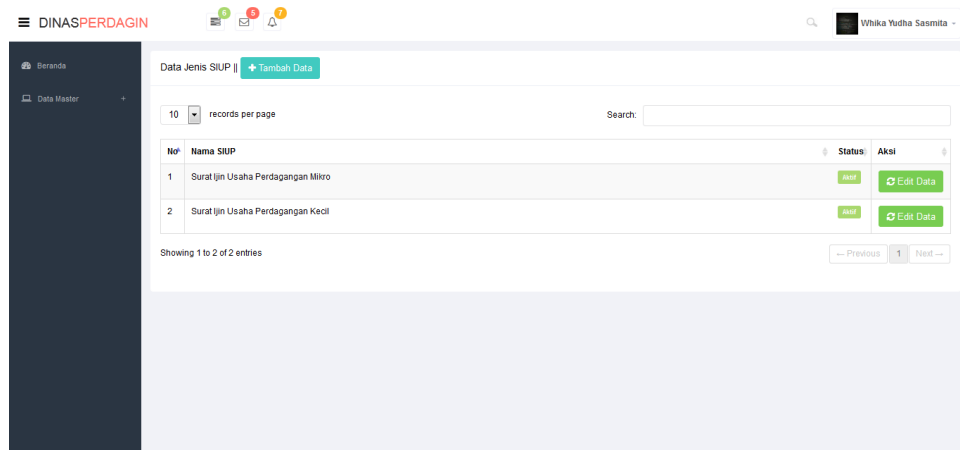 DINASPERDAGIN 6 5 7 Whika Yudha Sasmita
Beranda
Data Master +
Data Jenis SIUP || + Tambah Data
10 records per page Search:
No Nama SIUP Status Aksi
1 Surat Ijin Usaha Perdagangan Mikro Aktif Edit Data
2 Surat Ijin Usaha Perdagangan Kecil Aktif Edit Data
Showing 1 to 2 of 2 entries ← Previous 1 Next →